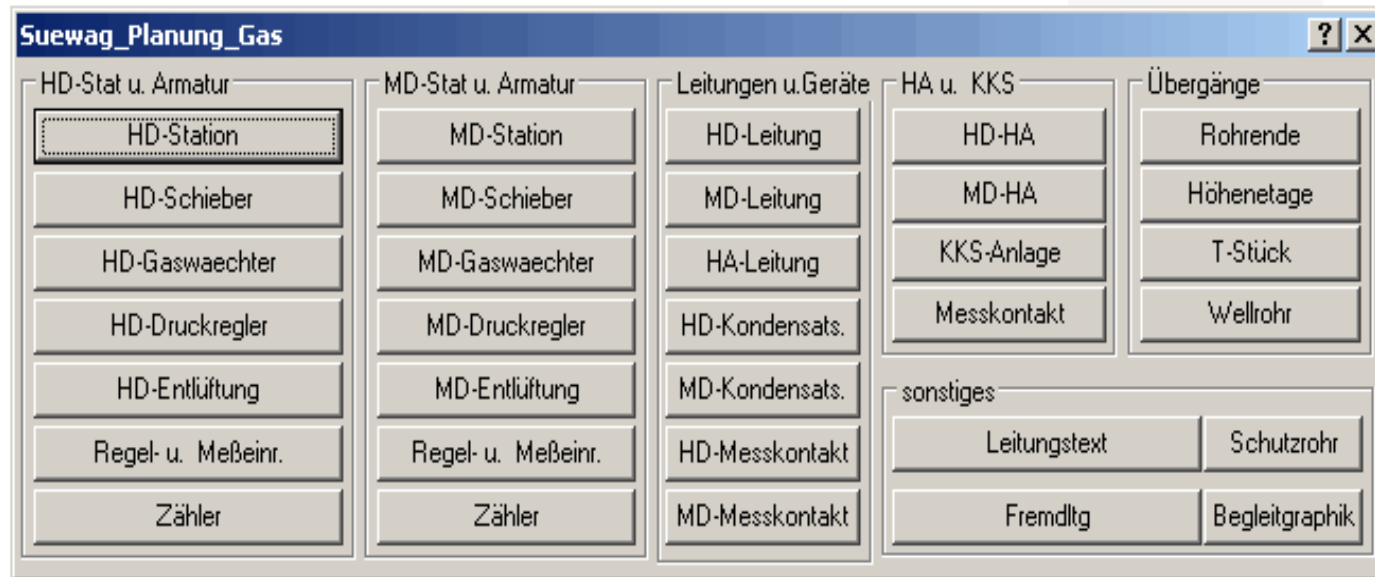 Suewag_Planung_Gas
HD-Stat u. Armatur
HD-Station
HD-Schieber
HD-Gaswaechter
HD-Druckregler
HD-Entlüftung
Regel- u. Meßeinr.
Zähler
MD-Stat u. Armatur
MD-Station
MD-Schieber
MD-Gaswaechter
MD-Druckregler
MD-Entlüftung
Regel- u. Meßeinr.
Zähler
Leitungen u.Geräte
HD-Leitung
MD-Leitung
HA-Leitung
HD-Kondensats.
MD-Kondensats.
HD-Messkontakt
MD-Messkontakt
HA u. KKS
HD-HA
MD-HA
KKS-Anlage
Messkontakt
Übergänge
Rohrende
Höhenetage
T-Stück
Wellrohr
sonstiges
Leitungstext
Schutzrohr
Fremdltg
Begleitgraphik